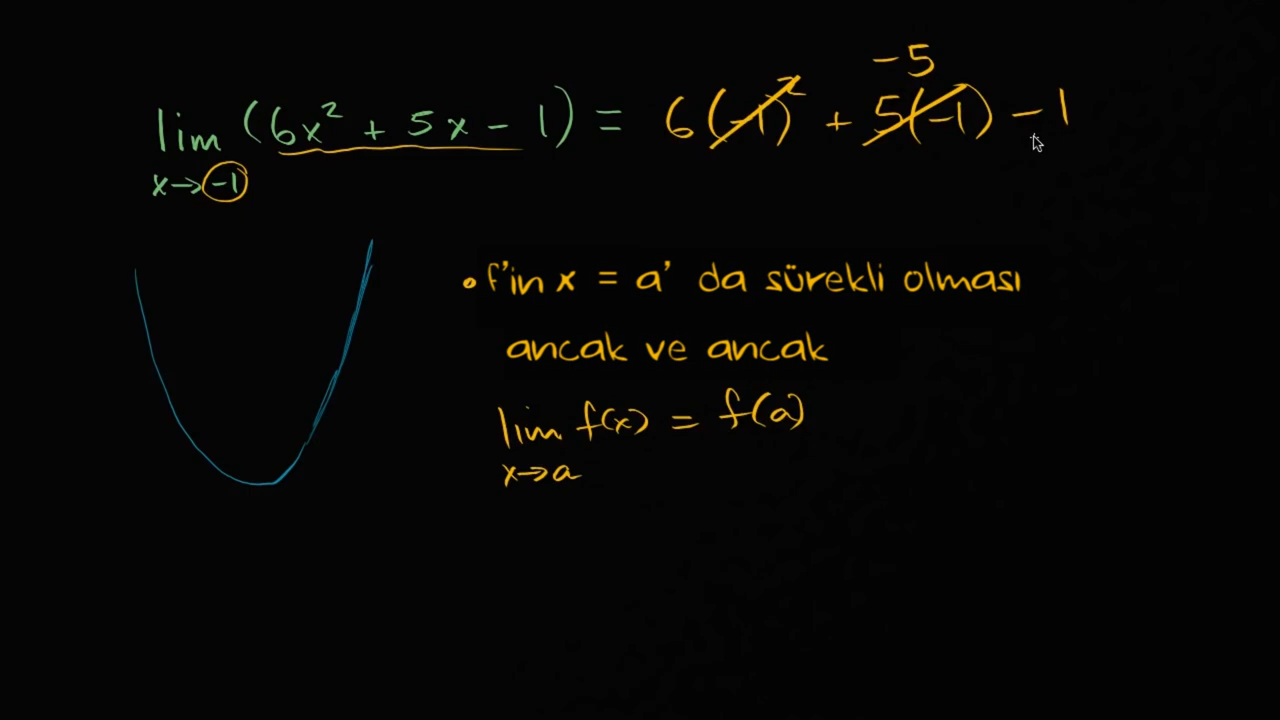 -5
lim (6x² + 5x - 1) = 6(-1)² + 5(-1) - 1
x→-1
• f'in x = a' da sürekli olması
ancak ve ancak
lim f(x) = f(a)
x→a